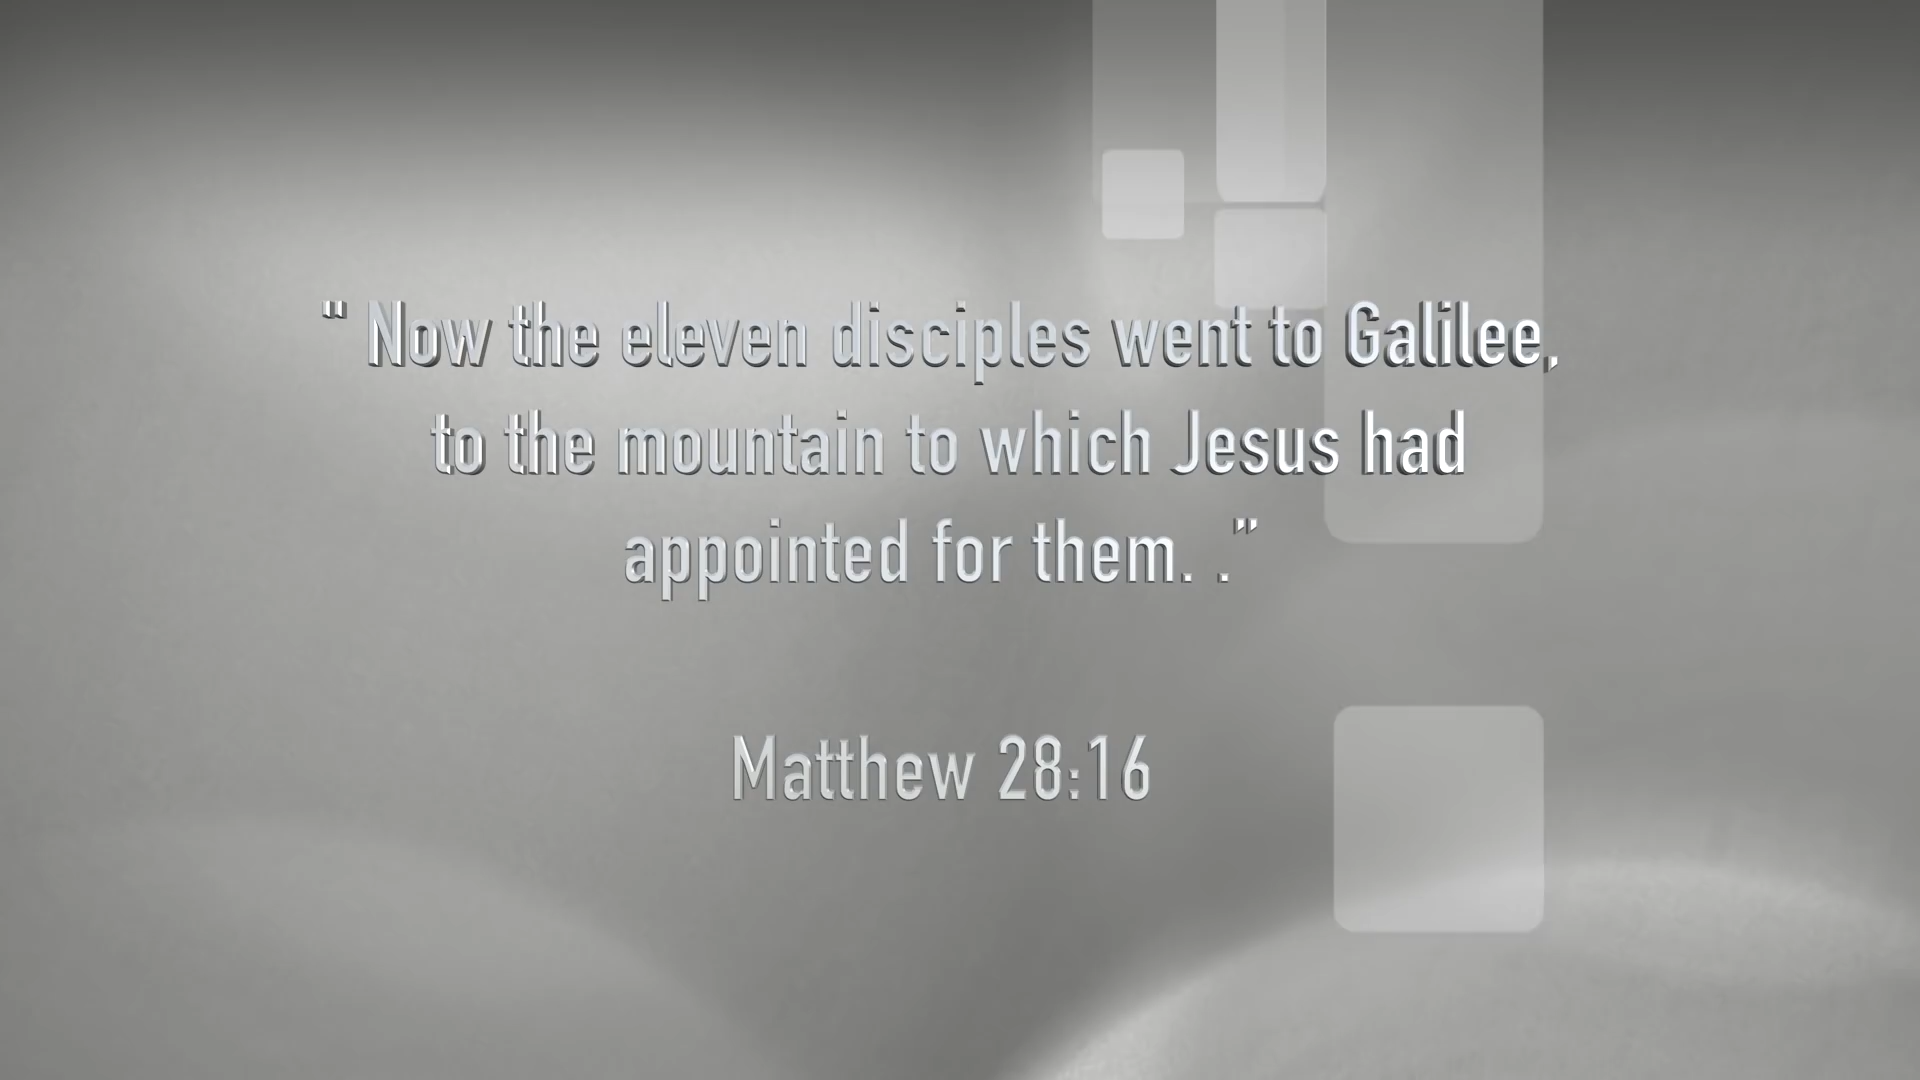 “ Now the eleven disciples went to Galilee,
to the mountain to which Jesus had
appointed for them. .”
Matthew 28:16